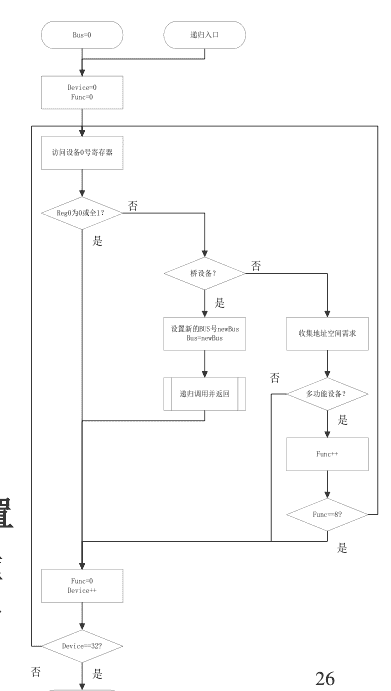 Bus=0
递归入口
Device=0
Func=0
访问设备0号寄存器
Reg0为0或全1?
否
是
桥设备?
否
是
设置新的BUS号newBus
Bus=newBus
收集地址空间需求
递归调用并返回
否
多功能设备?
是
Func++
Func==8?
是
置
Func=0
Device++
Device==32?
否
是
26